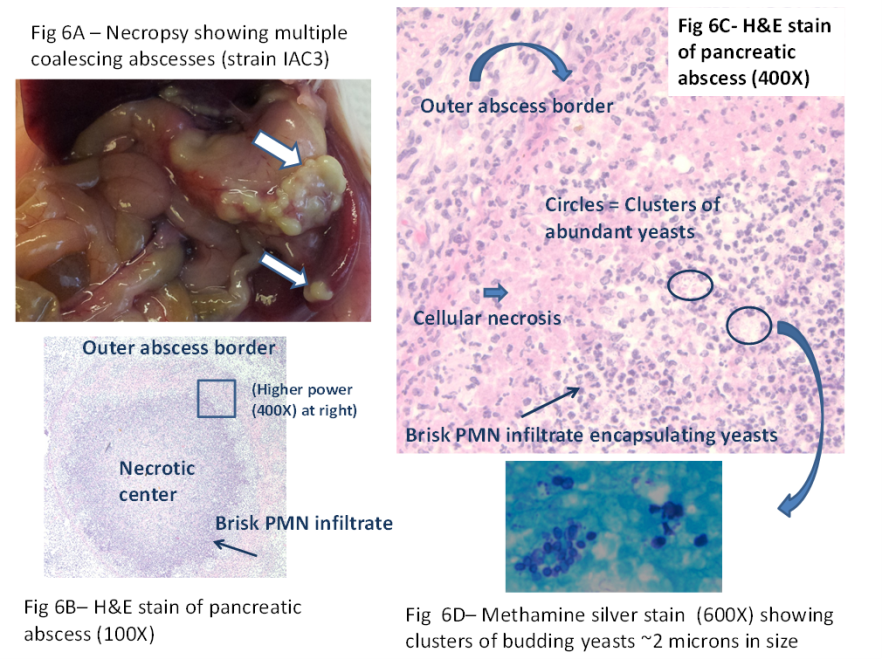 Fig 6A – Necropsy showing multiple
coalescing abscesses (strain IAC3)
Outer abscess border
(Higher power
(400X) at right)
Necrotic
center
Brisk PMN infiltrate
Fig 6B– H&E stain of pancreatic
abscess (100X)
Fig 6C- H&E stain
of pancreatic
abscess (400X)
Outer abscess border
Circles = Clusters of
abundant yeasts
Cellular necrosis
Brisk PMN infiltrate encapsulating yeasts
Fig 6D– Methamine silver stain (600X) showing
clusters of budding yeasts ~2 microns in size